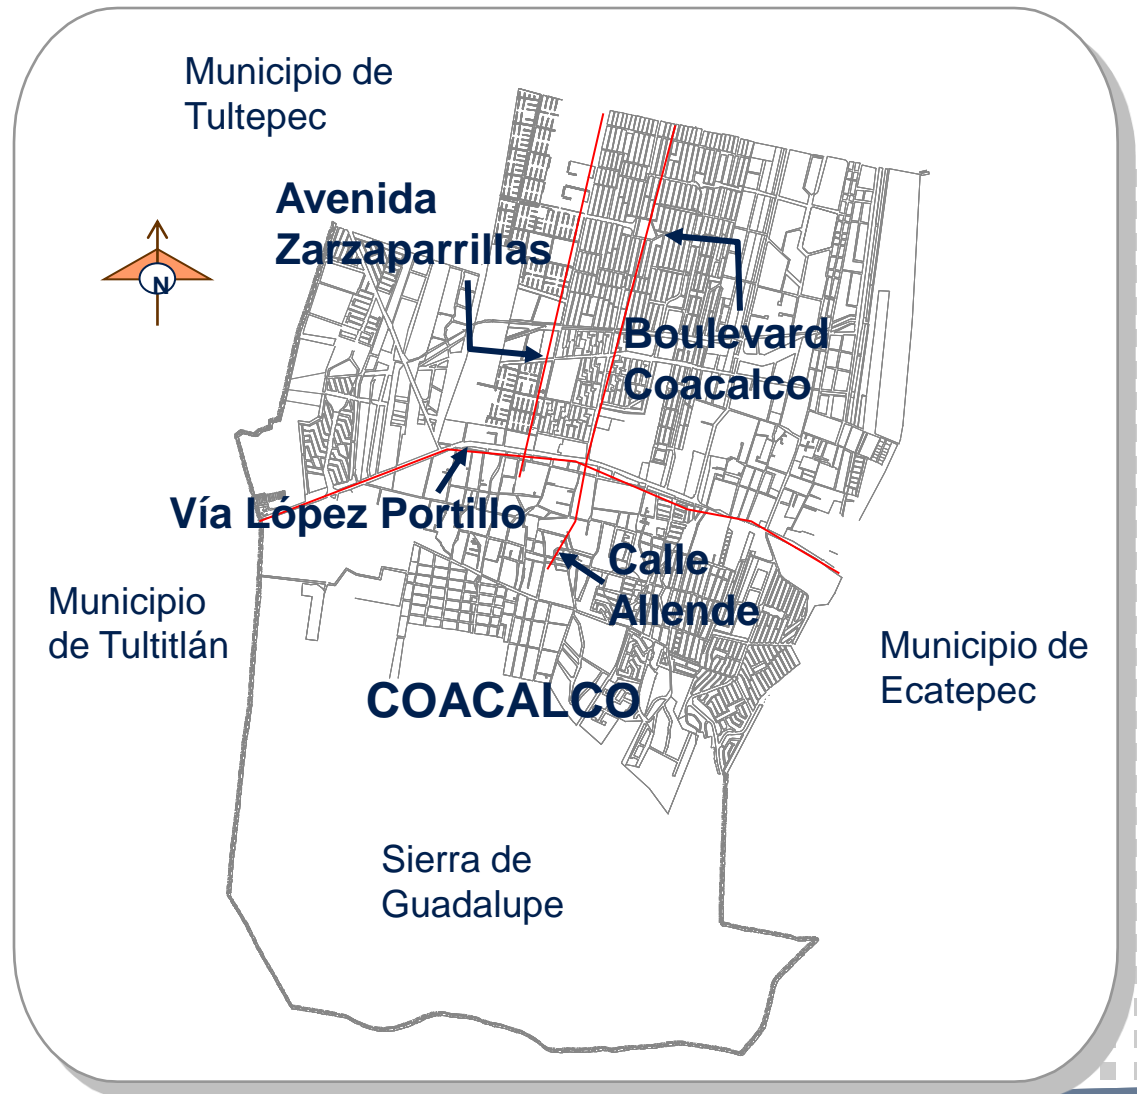 Municipio de
Tultepec
Avenida
Zarzaparrillas
N
Boulevard
Coacalco
Vía López Portillo
Calle
Allende
Municipio
de Tultitlán
Municipio de
Ecatepec
COACALCO
Sierra de
Guadalupe